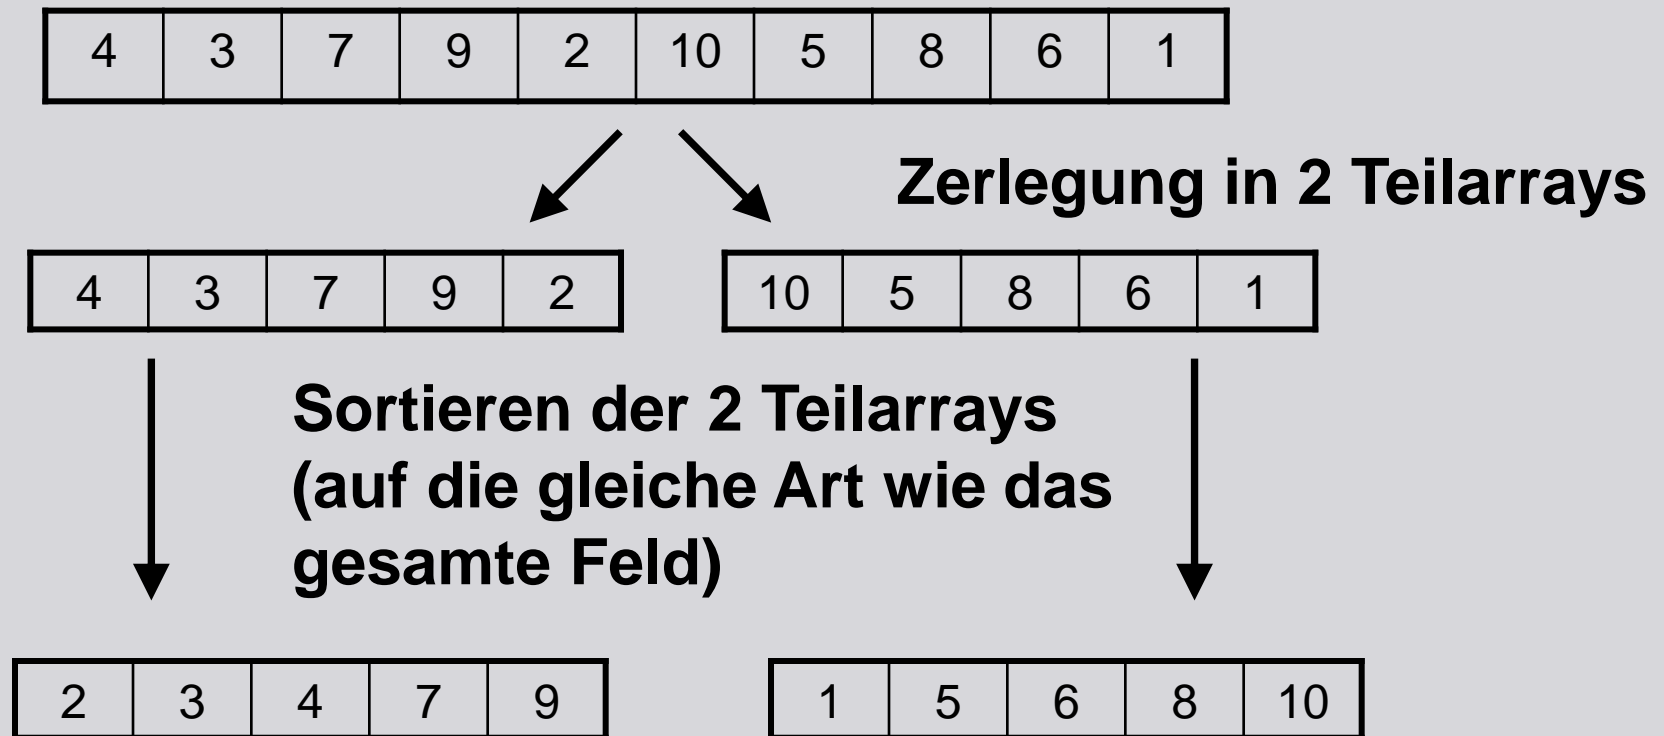 4 3 7 9 2 10 5 8 6 1
Zerlegung in 2 Teilarrays
4 3 7 9 2 10 5 8 6 1
Sortieren der 2 Teilarrays
(auf die gleiche Art wie das
gesamte Feld)
2 3 4 7 9 1 5 6 8 10